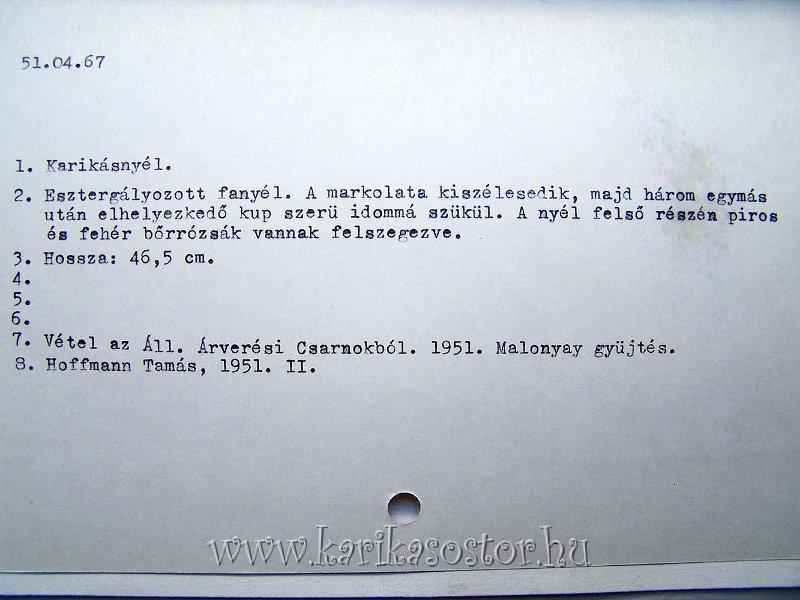 51.04.67
1. Karikásnyél.
2. Esztergályozott fanyél. A markolata kiszélesedik, majd három egymás
után elhelyezkedő kup szerü idommá szükül. A nyél felső részén piros
és fehér bőrrózsák vannak felszegezve.
3. Hossza: 46,5 cm.
4.
5.
6.
7. Vétel az Áll. Árverési Csarnokból. 1951. Malonyay gyüjtés.
8. Hoffmann Tamás, 1951. II.
www.karikasostor.hu